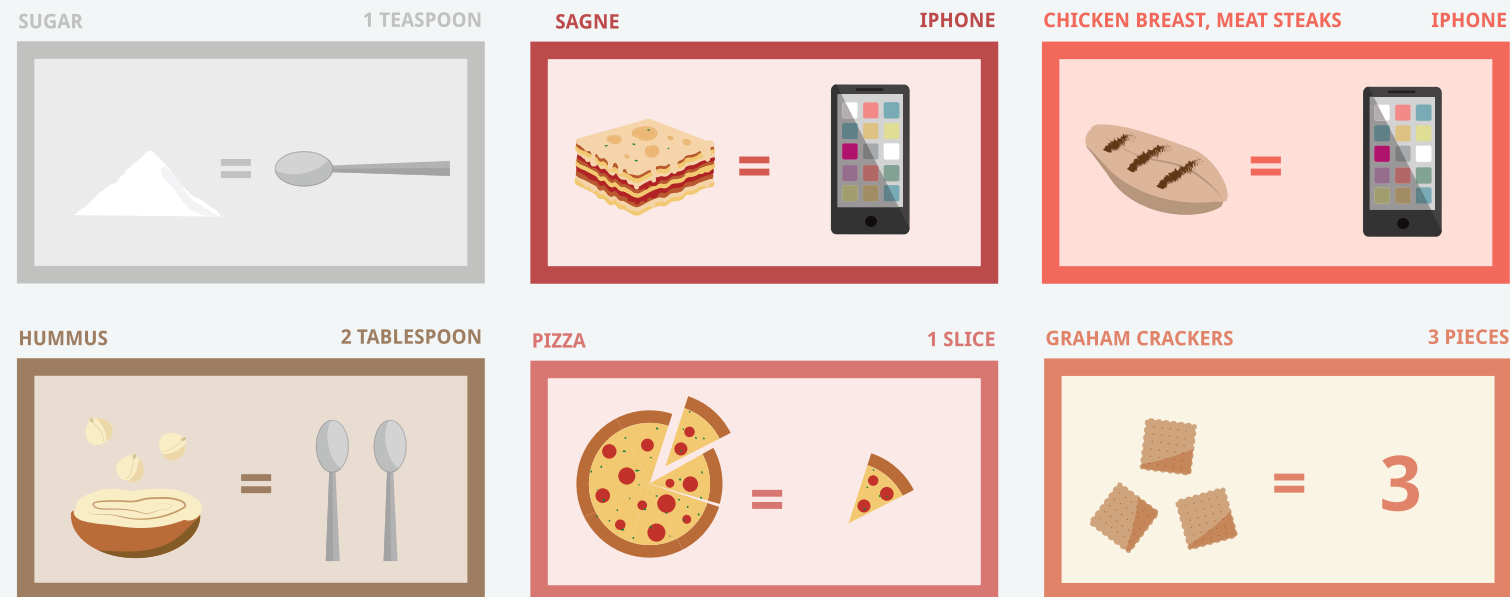 SUGAR 1 TEASPOON
SAGNE IPHONE
CHICKEN BREAST, MEAT STEAKS IPHONE
=
=
=
HUMMUS 2 TABLESPOON
PIZZA 1 SLICE
GRAHAM CRACKERS 3 PIECES
=
=
= 3